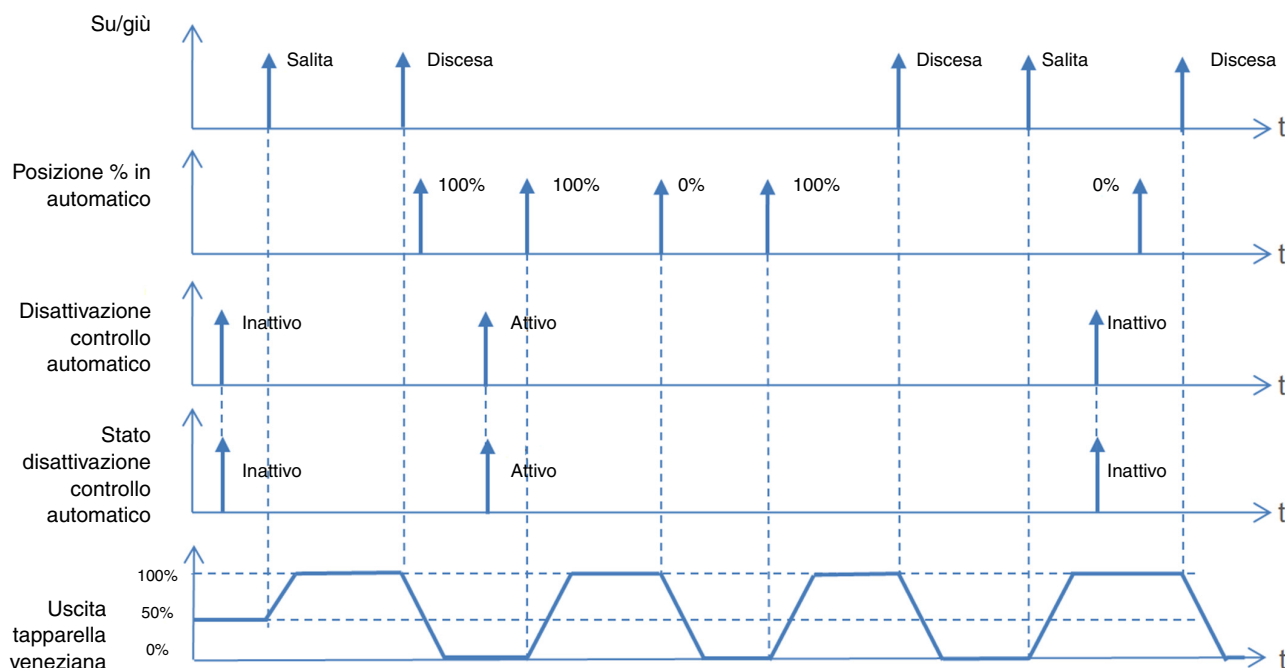 Su/giù
Salita
Discesa
Discesa
Salita
Discesa
t
Posizione % in
automatico
100%
100%
0%
100%
0%
t
Disattivazione
controllo
automatico
Inattivo
Attivo
Inattivo
t
Stato
disattivazione
controllo
automatico
Inattivo
Attivo
Inattivo
t
Uscita
tapparella
veneziana
100%
50%
0%
t